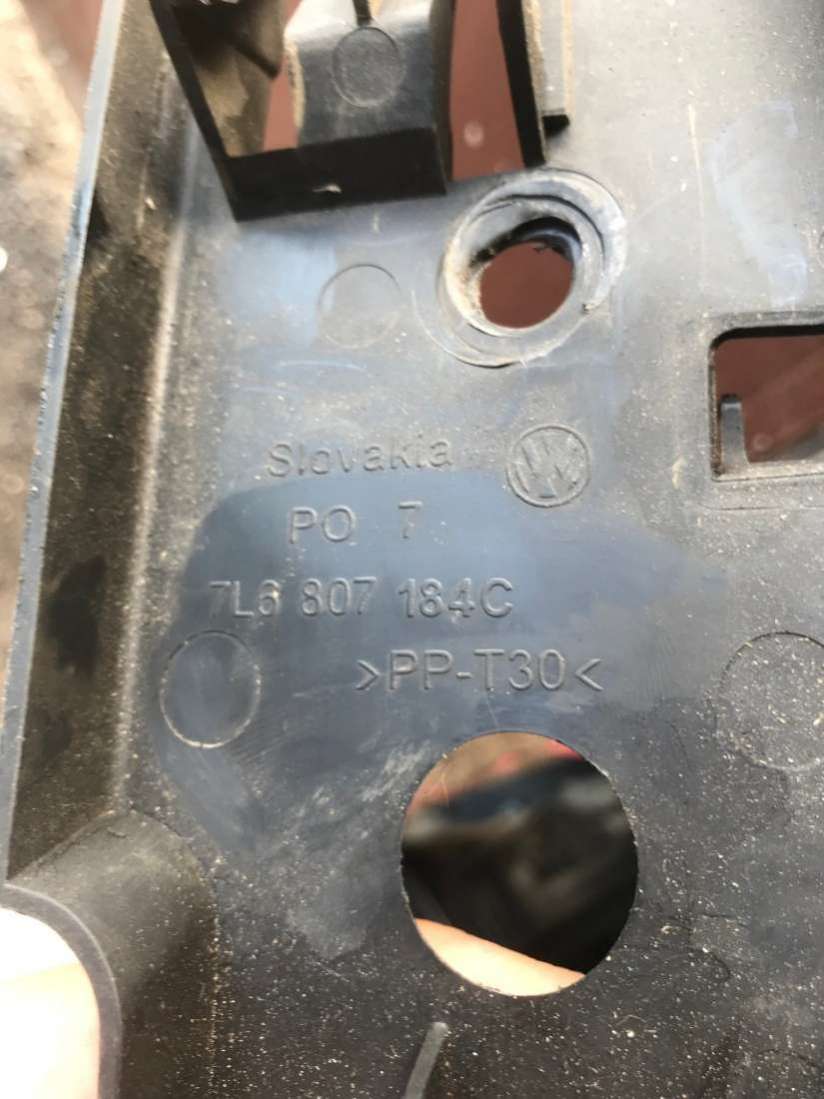 Slovakia
PO 7
7L6 807 184C
>PP-T30<